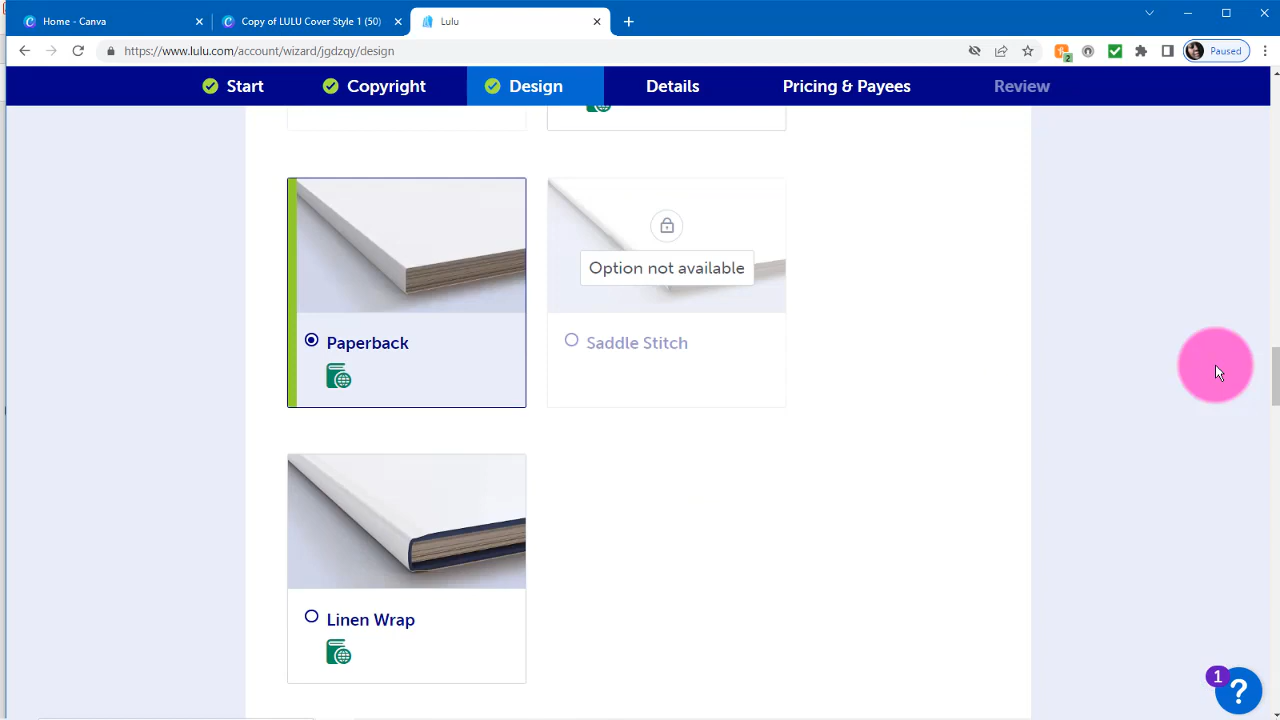 Home - Canva
Copy of LULU Cover Style 1 (50)
Lulu
https://www.lulu.com/account/wizard/jgdzqy/design
2
Paused
Start
Copyright
Design
Details
Pricing & Payees
Review
Option not available
Paperback
Saddle Stitch
Linen Wrap
1
?